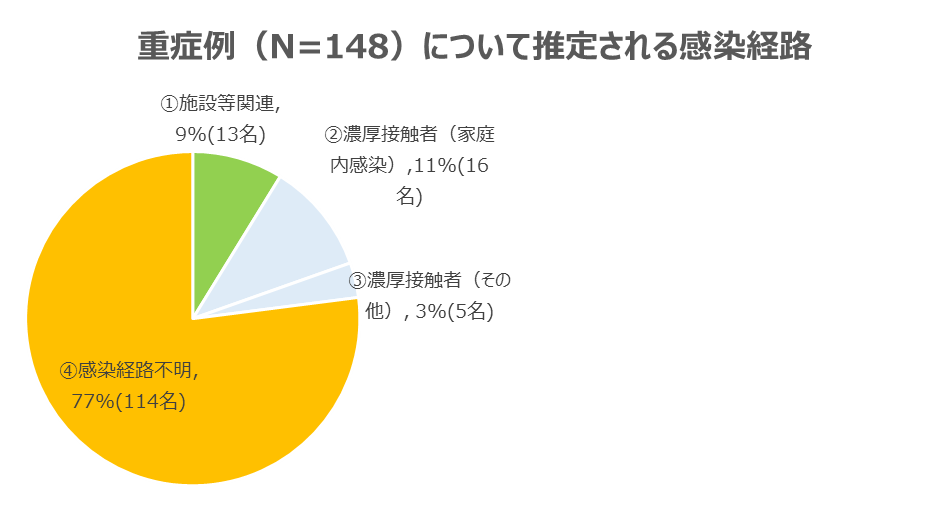 重症例（N=148）について推定される感染経路
①施設等関連,
9%(13名)
②濃厚接触者（家庭
内感染）,11%(16
名)
③濃厚接触者（その
他）, 3%(5名)
④感染経路不明,
77%(114名)